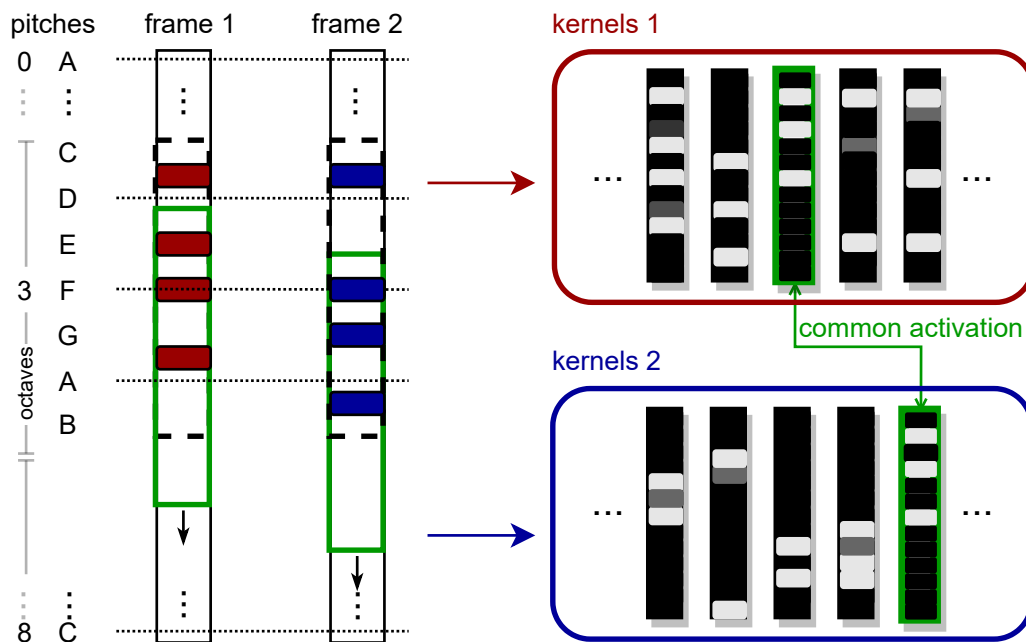 pitches frame 1 frame 2 kernels 1
0 A
⋮ ⋮ ⋮ ⋮
C
D
... ...
E
3 F
common activation
G
kernels 2
octaves
A
B
... ...
⋮ ⋮ ⋮ ⋮
8 C